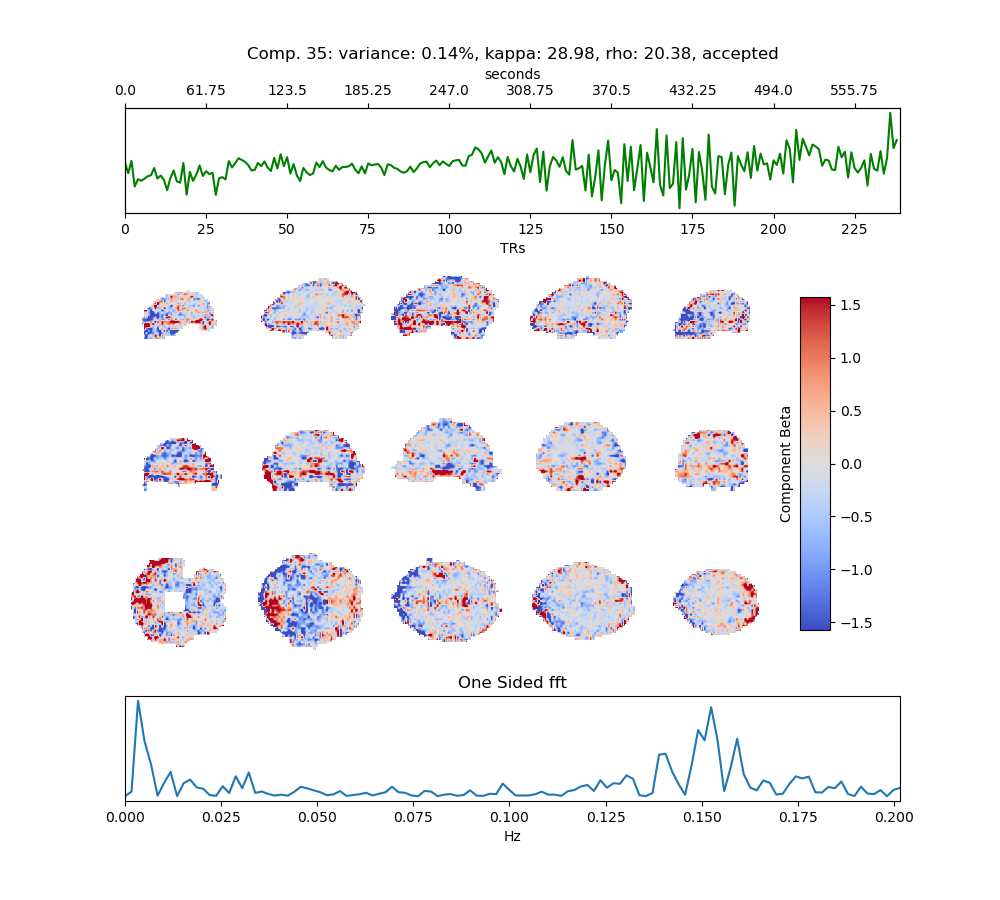 Comp. 35: variance: 0.14%, kappa: 28.98, rho: 20.38, accepted
seconds
0.0 61.75 123.5 185.25 247.0 308.75 370.5 432.25 494.0 555.75
0 25 50 75 100 125 150 175 200 225
TRs
1.5
1.0
0.5
0.0
−0.5
−1.0
−1.5
Component Beta
One Sided fft
0.000 0.025 0.050 0.075 0.100 0.125 0.150 0.175 0.200
Hz